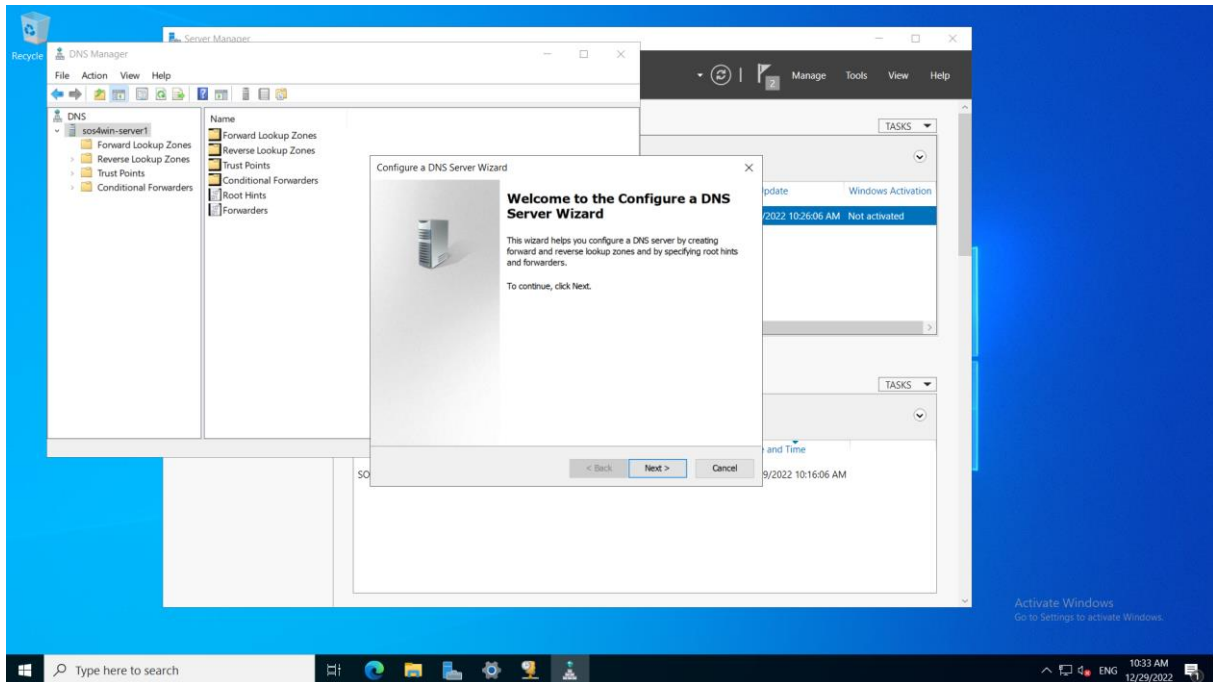 Recycle
Server Manager
DNS Manager
File Action View Help
DNS
sos4win-server1
Forward Lookup Zones
Reverse Lookup Zones
Trust Points
Conditional Forwarders
Name
Forward Lookup Zones
Reverse Lookup Zones
Trust Points
Conditional Forwarders
Root Hints
Forwarders
2 Manage Tools View Help
TASKS
Windows Activation
/2022 10:26:06 AM Not activated
Configure a DNS Server Wizard
Welcome to the Configure a DNS
Server Wizard
This wizard helps you configure a DNS server by creating
forward and reverse lookup zones and by specifying root hints
and forwarders.
To continue, click Next.
< Back Next > Cancel
TASKS
and Time
SO
9/2022 10:16:06 AM
Activate Windows
Go to Settings to activate Windows.
Type here to search
ENG
10:33 AM
12/29/2022